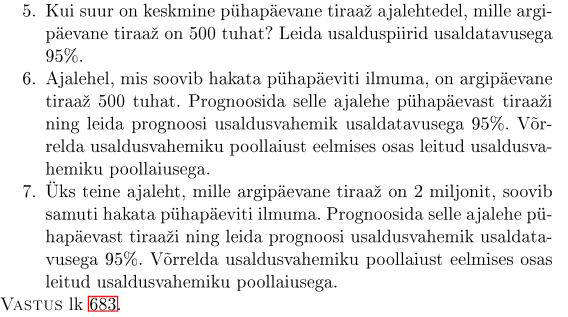 5. Kui suur on keskmine pühapäevane tiraaž ajalehtedel, mille argi-
päevane tiraaž on 500 tuhat? Leida usalduspiirid usaldatavusega
95%.
6. Ajalehel, mis soovib hakata pühapäeviti ilmuma, on argipäevane
tiraaž 500 tuhat. Prognoosida selle ajalehe pühapäevast tiraaži
ning leida prognoosi usaldusvahemik usaldatavusega 95%. Võr-
relda usaldusvahemiku poollaiust eelmises osas leitud usaldusva-
hemiku poollaiusega.
7. Üks teine ajaleht, mille argipäevane tiraaž on 2 miljonit, soovib
samuti hakata pühapäeviti ilmuma. Prognoosida selle ajalehe pü-
hapäevast tiraaži ning leida prognoosi usaldusvahemik usaldata-
vusega 95%. Võrrelda usaldusvahemiku poollaiust eelmises osas
leitud usaldusvahemiku poollaiusega.
VASTUS lk 683.